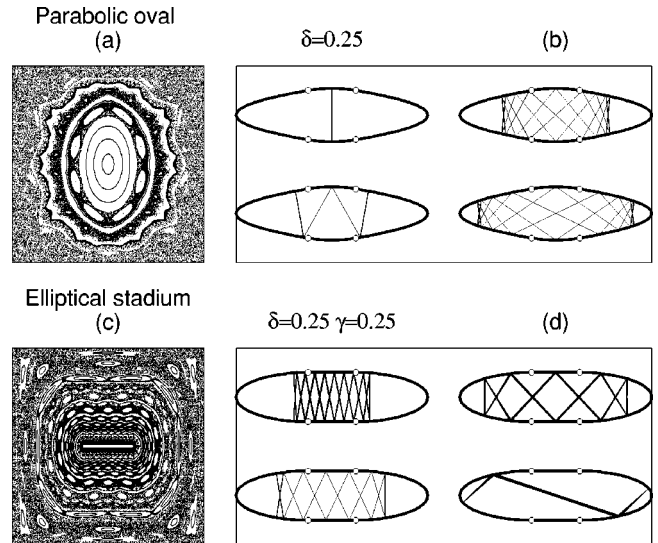 Parabolic oval
(a)
δ=0.25
(b)
Elliptical stadium
(c)
δ=0.25 γ=0.25
(d)